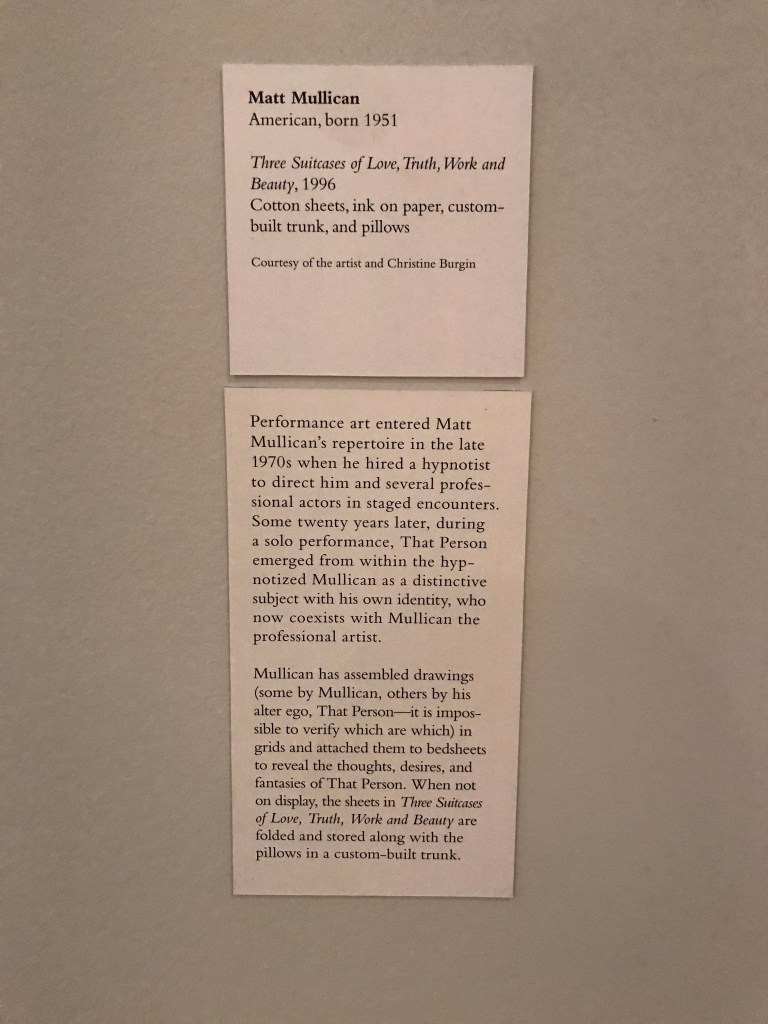 Matt Mullican
American, born 1951
Three Suitcases of Love, Truth, Work and
Beauty, 1996
Cotton sheets, ink on paper, custom-
built trunk, and pillows
Courtesy of the artist and Christine Burgin
Performance art entered Matt
Mullican's repertoire in the late
1970s when he hired a hypnotist
to direct him and several profes-
sional actors in staged encounters.
Some twenty years later, during
a solo performance, That Person
emerged from within the hyp-
notized Mullican as a distinctive
subject with his own identity, who
now coexists with Mullican the
professional artist.
Mullican has assembled drawings
(some by Mullican, others by his
alter ego, That Person—it is impos-
sible to verify which are which) in
grids and attached them to bedsheets
to reveal the thoughts, desires, and
fantasies of That Person. When not
on display, the sheets in Three Suitcases
of Love, Truth, Work and Beauty are
folded and stored along with the
pillows in a custom-built trunk.